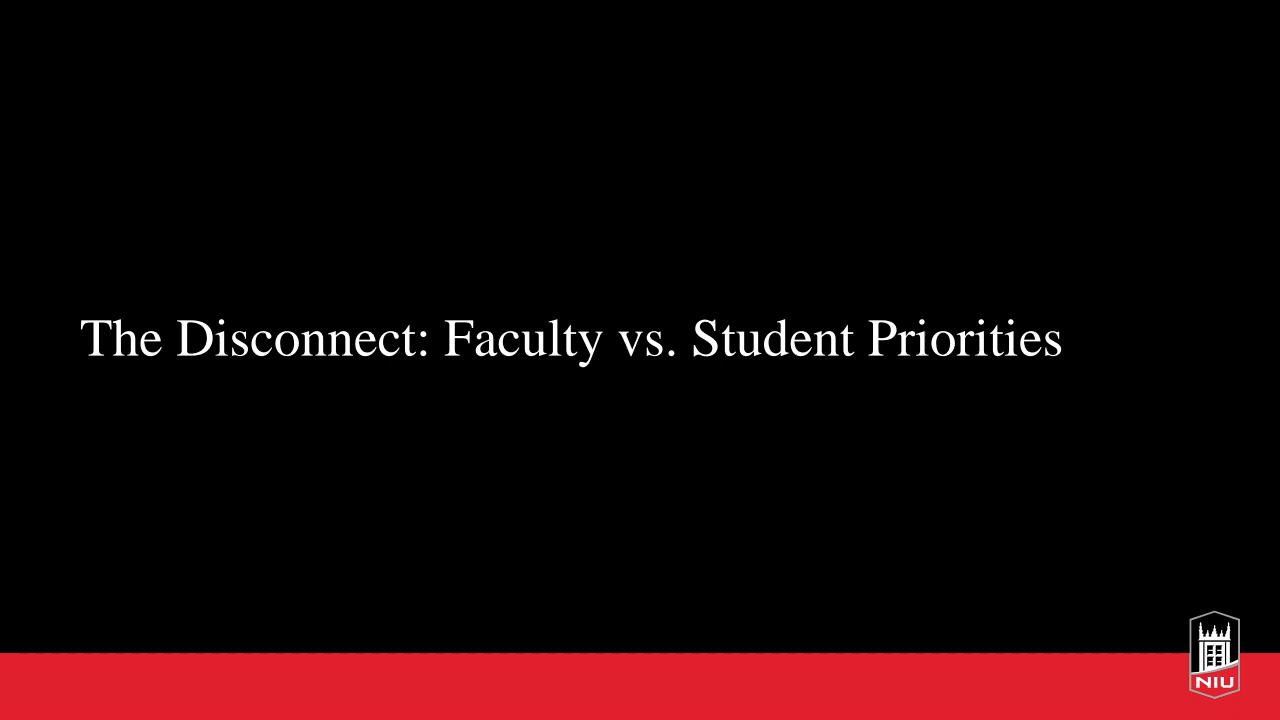 The Disconnect: Faculty vs. Student Priorities
NIU